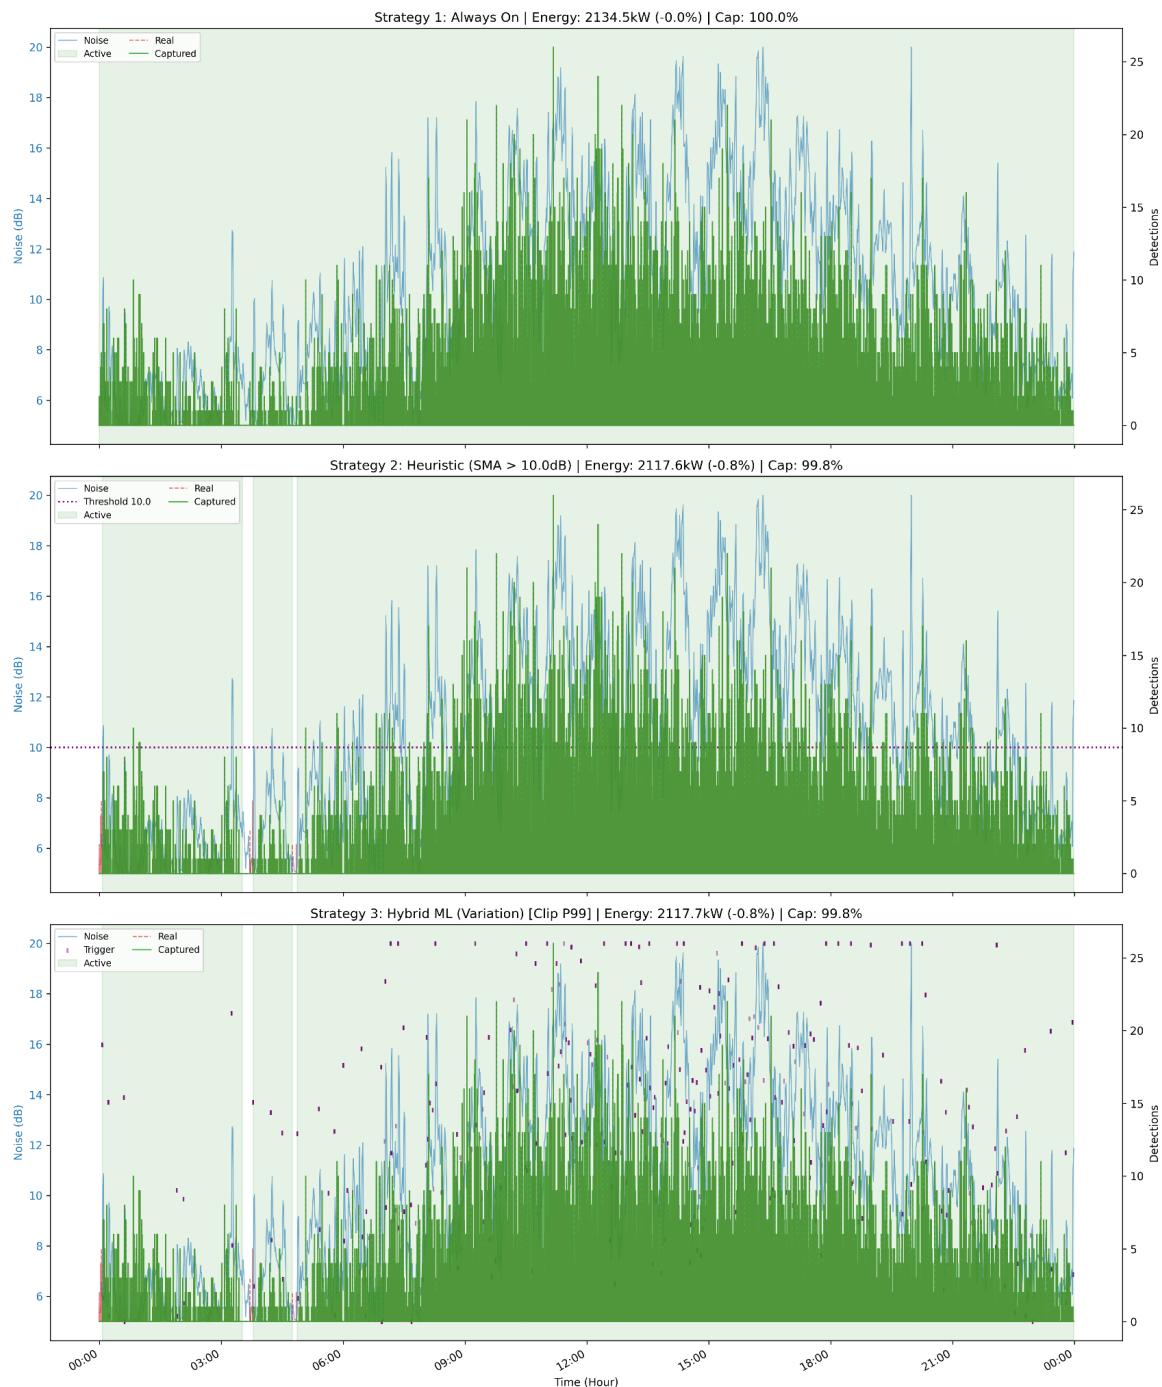 Strategy 1: Always On | Energy: 2134.5kW (-0.0%) | Cap: 100.0%
Noise
Real
Active
Captured
20
18
16
14
12
10
8
6
Noise (dB)
25
20
15
10
5
0
Detections
Strategy 2: Heuristic (SMA > 10.0dB) | Energy: 2117.6kW (-0.8%) | Cap: 99.8%
Noise
Real
Threshold 10.0
Captured
Active
20
18
16
14
12
10
8
6
Noise (dB)
25
20
15
10
5
0
Detections
Strategy 3: Hybrid ML (Variation) [Clip P99] | Energy: 2117.7kW (-0.8%) | Cap: 99.8%
Noise
Real
Trigger
Captured
Active
20
18
16
14
12
10
8
6
Noise (dB)
25
20
15
10
5
0
Detections
00:00
03:00
06:00
09:00
12:00
15:00
18:00
21:00
00:00
Time (Hour)